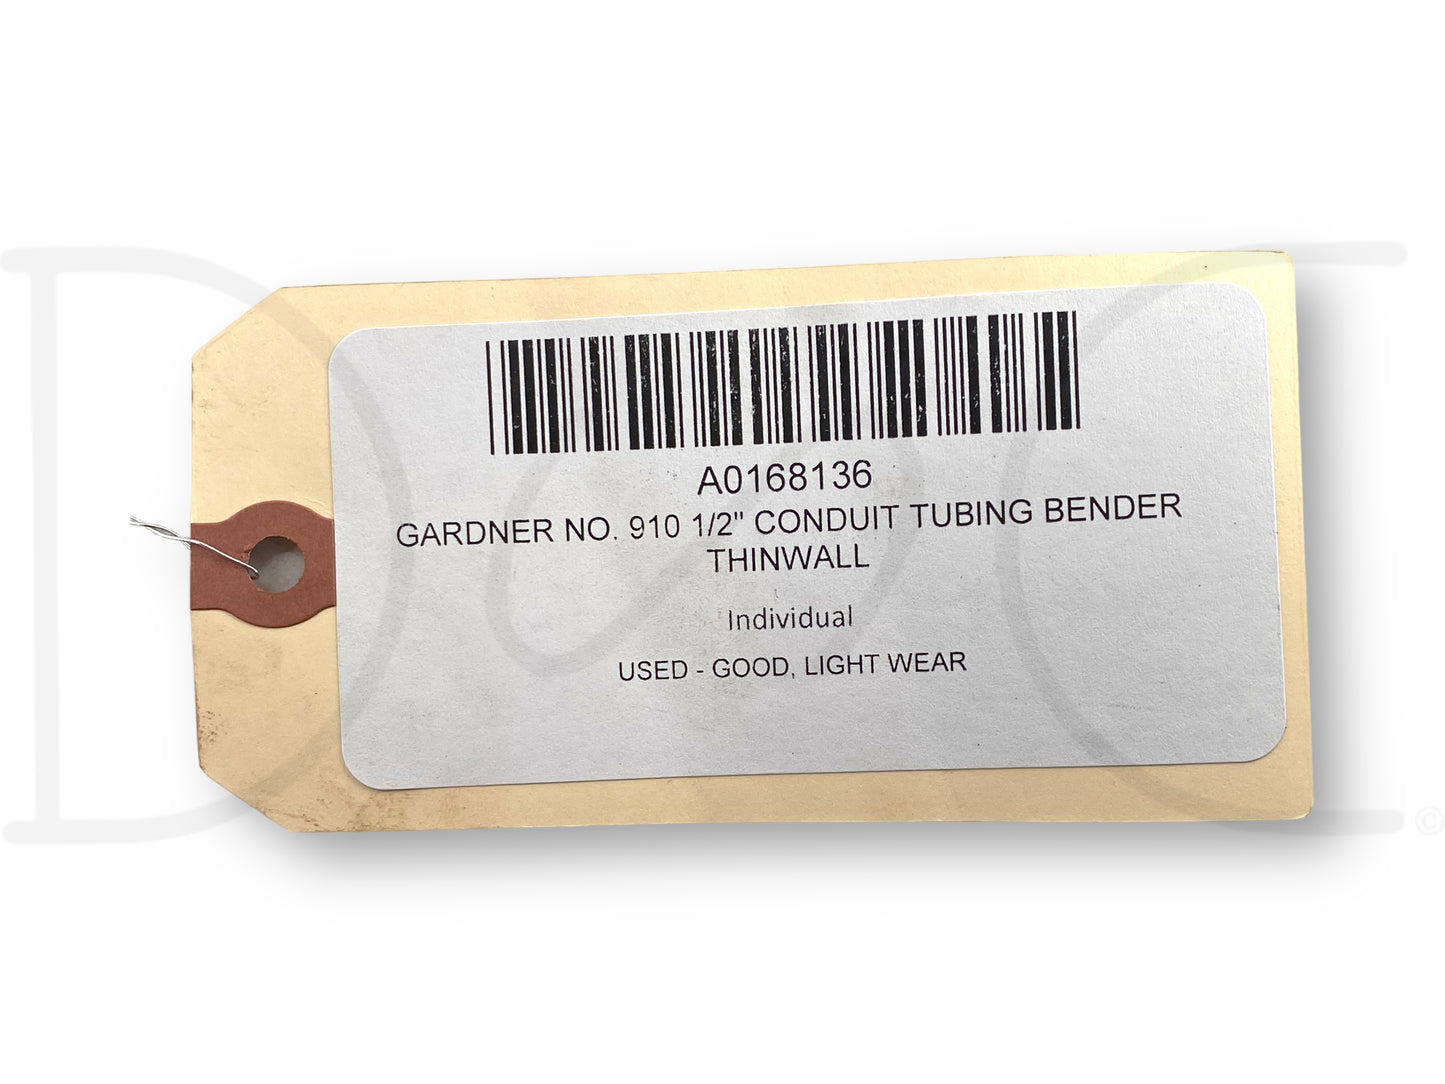 A0168136
GARDNER NO. 910 1/2" CONDUIT TUBING BENDER
THINWALL
Individual
USED - GOOD, LIGHT WEAR
©